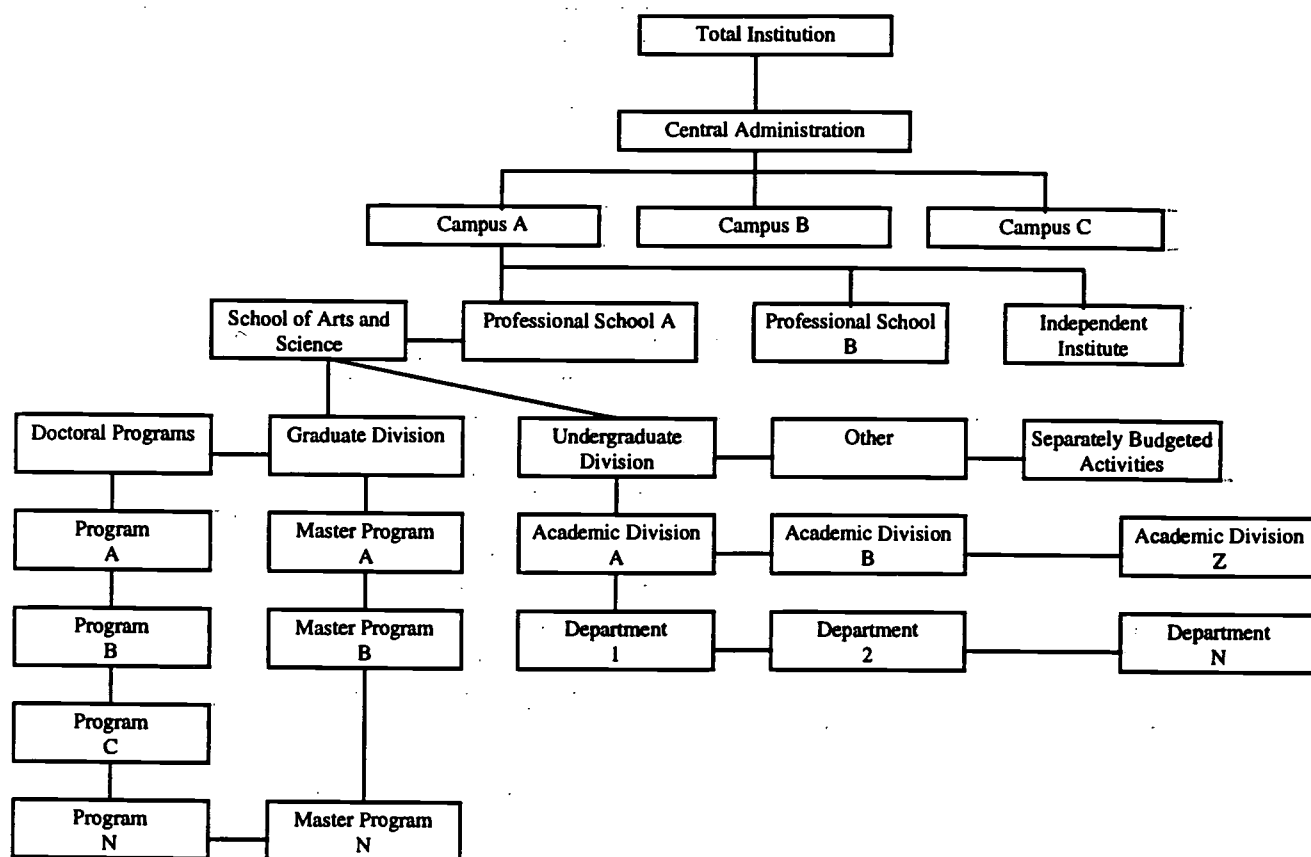 Total Institution
Central Administration
Campus A
Campus B
Campus C
School of Arts and
Science
Professional School A
Professional School
B
Independent
Institute
Doctoral Programs
Graduate Division
Undergraduate
Division
Other
Separately Budgeted
Activities
Program
A
Master Program
A
Academic Division
A
Academic Division
B
Academic Division
Z
Program
B
Master Program
B
Department
1
Department
2
Department
N
Program
C
Program
N
Master Program
N